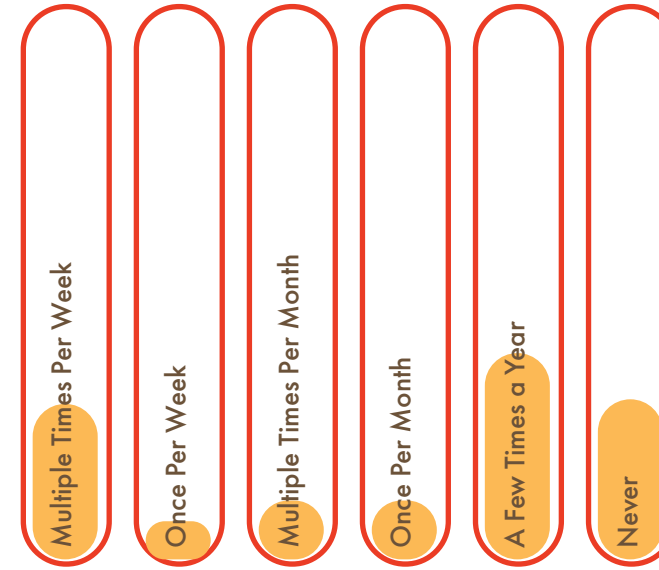 Multiple Times Per Week
Once Per Week
Multiple Times Per Month
Once Per Month
A Few Times a Year
Never